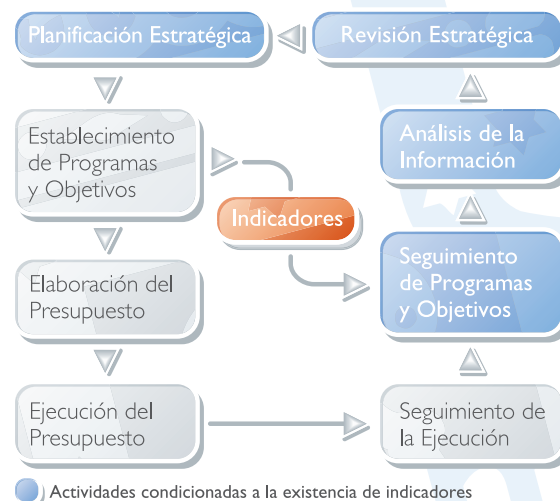 Planificación Estratégica
Revisión Estratégica
Establecimiento
de Programas
y Objetivos
Análisis de la
Información
Indicadores
Elaboración del
Presupuesto
Seguimiento
de Programas
y Objetivos
Ejecución del
Presupuesto
Seguimiento de
la Ejecución
Actividades condicionadas a la existencia de indicadores